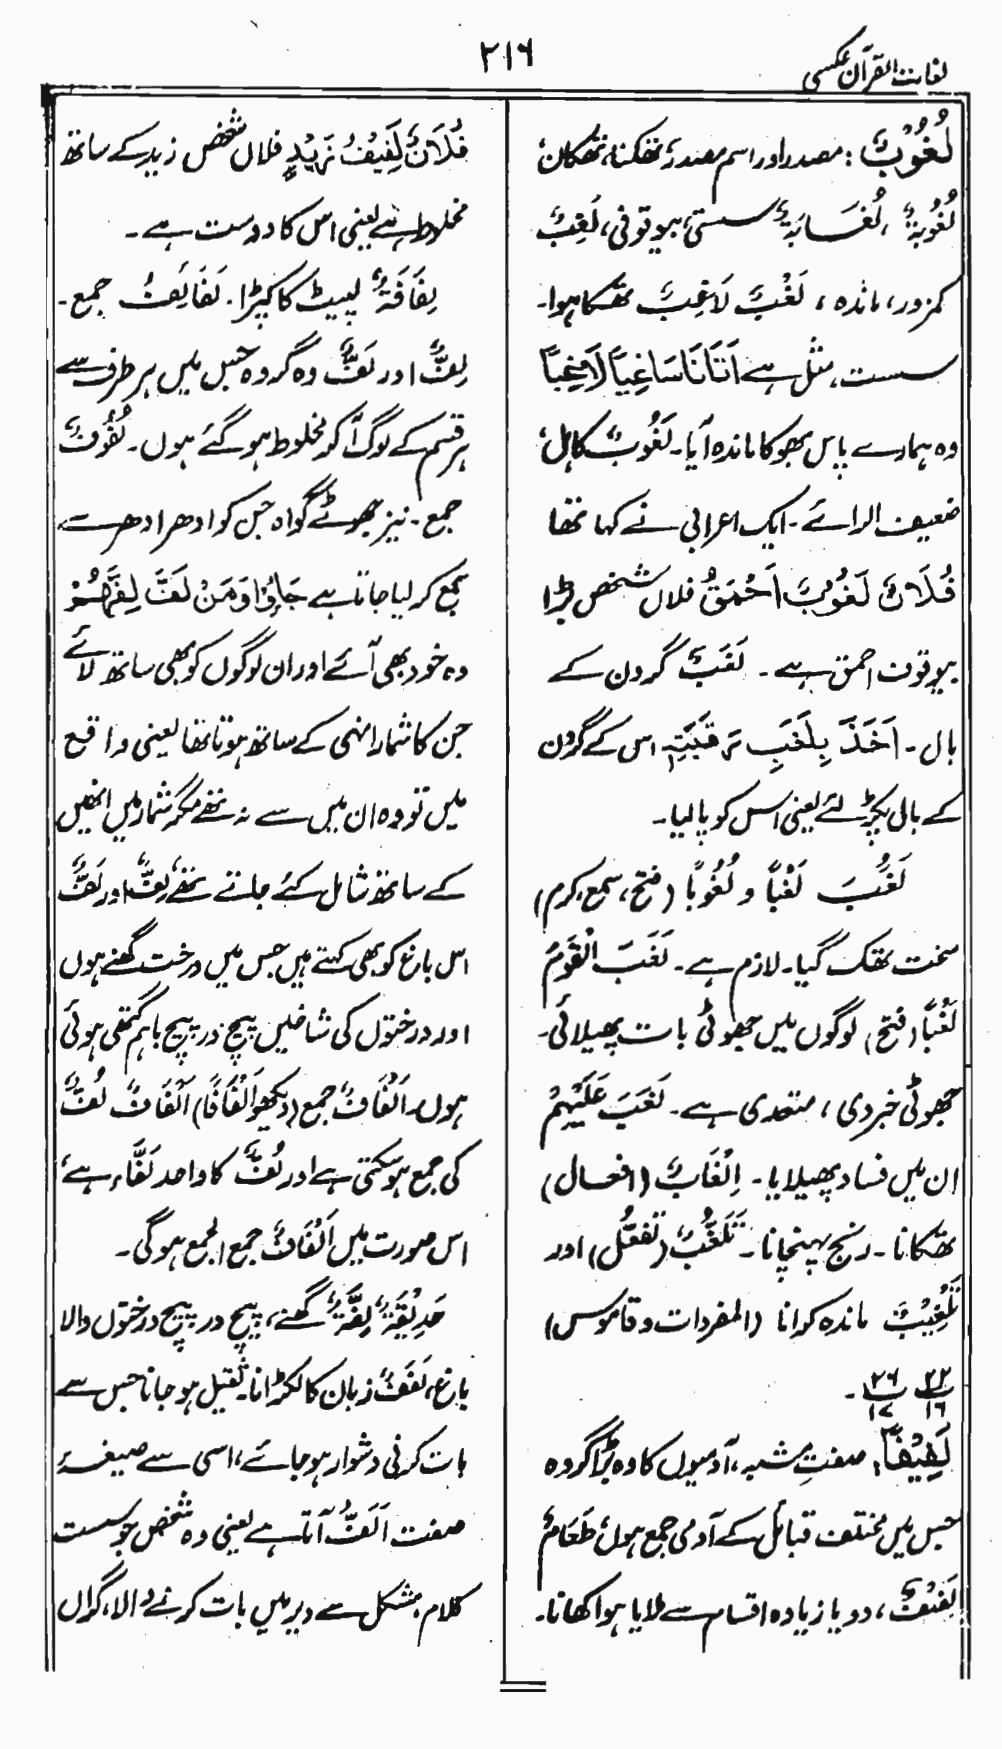 لغات القرآن عکسی
۲۱۶
لُغُوْبٌ: مصدر اور اسم مصدر، تھکنا، تھکان،
لُغُوْبَةٌ، لُغَابَةٌ، سستی، بیوقوفی، لَغِبٌ
کمزور، ماندہ، لَغْبٌ لَاغِبٌ تھکا ہوا۔
سست، مثل ہے اَتَانَا سَاغِبًا لَاغِبًا
وہ ہمارے پاس بھوکا ماندہ آیا۔ لَغُوْبٌ کاہل،
ضعیف الرائے۔ ایک اعرابی نے کہا تھا
فُلَانٌ لَغُوْبٌ اَحْمَقُ فلاں شخص بڑا
بیوقوف احمق ہے۔ لَغَبٌ گردن کے
بال۔ اَخَذَ بِلَغَبِ رَقَبَتِهٖ اس کے گردن
کے بال پکڑ لئے یعنی اس کو پا لیا۔
لَغُبَ لَغْبًا و لُغُوْبًا (فتح، سمع، کرم)
سخت تھک گیا۔ لازم ہے۔ لَغَبَ الْقَوْمُ
لَغْبًا (فتح) لوگوں میں جھوٹی بات پھیلائی۔
جھوٹی خبر دی، متعدی ہے۔ لَغَبَ عَلَیْهِمْ
ان میں فساد پھیلایا۔ اِلْغَابٌ (افعال)
تھکانا۔ رنج پہنچانا۔ تَلَغُّبٌ (تفعّل) اور
تَلْغِیْبٌ ماندہ کرانا (المفردات و قاموس)
۲۲/۱۶ ۲۶/۱۷۔
لَفِیْفًا: صفتِ مشبہ، آدمیوں کا وہ بڑا گروہ
جس میں مختلف قبائل کے آدمی جمع ہوں، طَعَامٌ
لَفِیْفٌ، دو یا زیادہ اقسام سے ملایا ہوا کھانا۔
فُلَانٌ لَفِیْفُ زَیْدٍ فلاں شخص زید کے ساتھ
مخلوط ہے یعنی اس کا دوست ہے۔
لِفَافَةٌ لپیٹ کا کپڑا۔ لَفَائِفُ جمع۔
لِفٌّ اور لَفٌّ وہ گروہ جس میں ہر طرف سے
ہر قسم کے لوگ آ کر مخلوط ہو گئے ہوں۔ لُفُوْفٌ
جمع۔ نیز جھوٹے گواہ جن کو ادھر ادھر سے
جمع کر لیا جاتا ہے جَاؤُا وَمَنْ لَفَّ لِفَّهُمْ
وہ خود بھی آئے اور ان لوگوں کو بھی ساتھ لائے
جن کا شمار انہی کے ساتھ ہوتا تھا یعنی واقع
میں تو وہ ان میں سے نہ تھے مگر شمار میں انھیں
کے ساتھ شامل کئے جاتے تھے، لِفٌّ اور لَفٌّ
اس باغ کو بھی کہتے ہیں جس میں درخت گھنے ہوں
اور درختوں کی شاخیں پیچ در پیچ باہم گتھی ہوئی
ہوں۔ اَلْفَافٌ جمع (دیکھو اَلْفَافًا) اَلْفَافٌ لُفٌّ
کی جمع ہو سکتی ہے اور لُفٌّ کا واحد لَفَّاء ہے،
اس صورت میں اَلْفَافٌ جمع الجمع ہوگی۔
حَدِیْقَةٌ لِفَّةٌ گھنے، پیچ در پیچ درختوں والا
باغ، لَفَفٌ زبان کا لکڑانا۔ ثقیل ہو جانا جس سے
بات کرنی دشوار ہو جائے، اسی سے صیغۂ
صفت اَلَفُّ آتا ہے یعنی وہ شخص جو سست
کلام، مشکل سے دیر میں بات کرنے والا، گراں